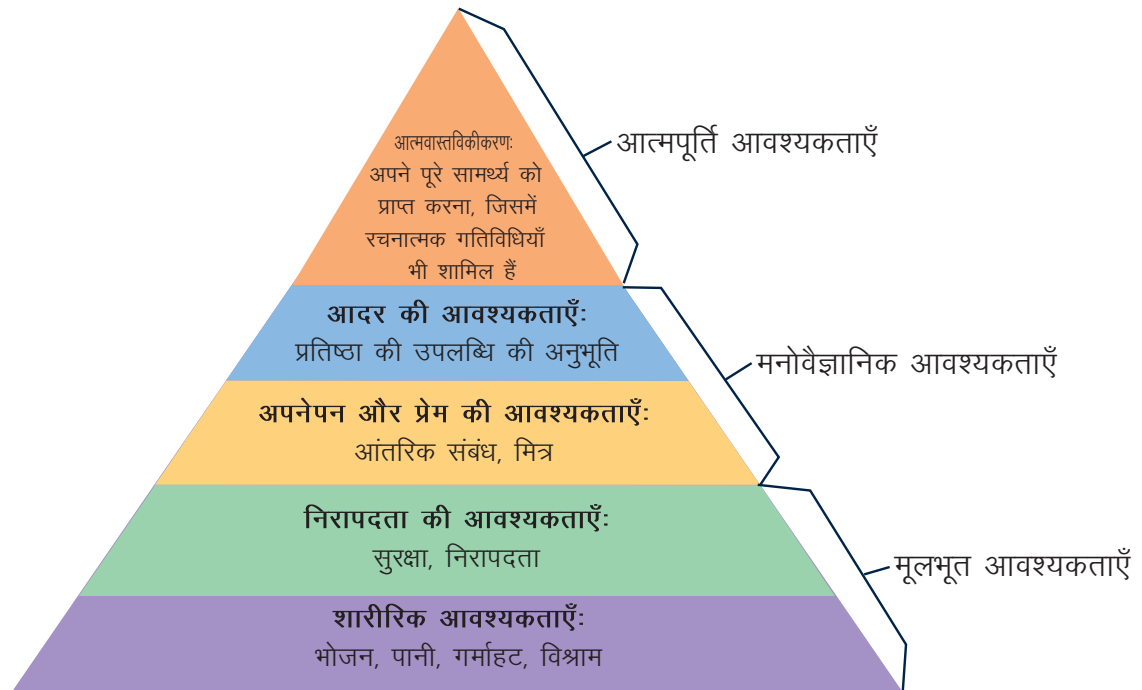 आत्मवास्तविकीकरणः
अपने पूरे सामर्थ्य को
प्राप्त करना, जिसमें
रचनात्मक गतिविधियाँ
भी शामिल हैं
आत्मपूर्ति आवश्यकताएँ
आदर की आवश्यकताएँः
प्रतिष्ठा की उपलब्धि की अनुभूति
मनोवैज्ञानिक आवश्यकताएँ
अपनेपन और प्रेम की आवश्यकताएँः
आंतरिक संबंध, मित्र
निरापदता की आवश्यकताएँः
सुरक्षा, निरापदता
मूलभूत आवश्यकताएँ
शारीरिक आवश्यकताएँः
भोजन, पानी, गर्माहट, विश्राम